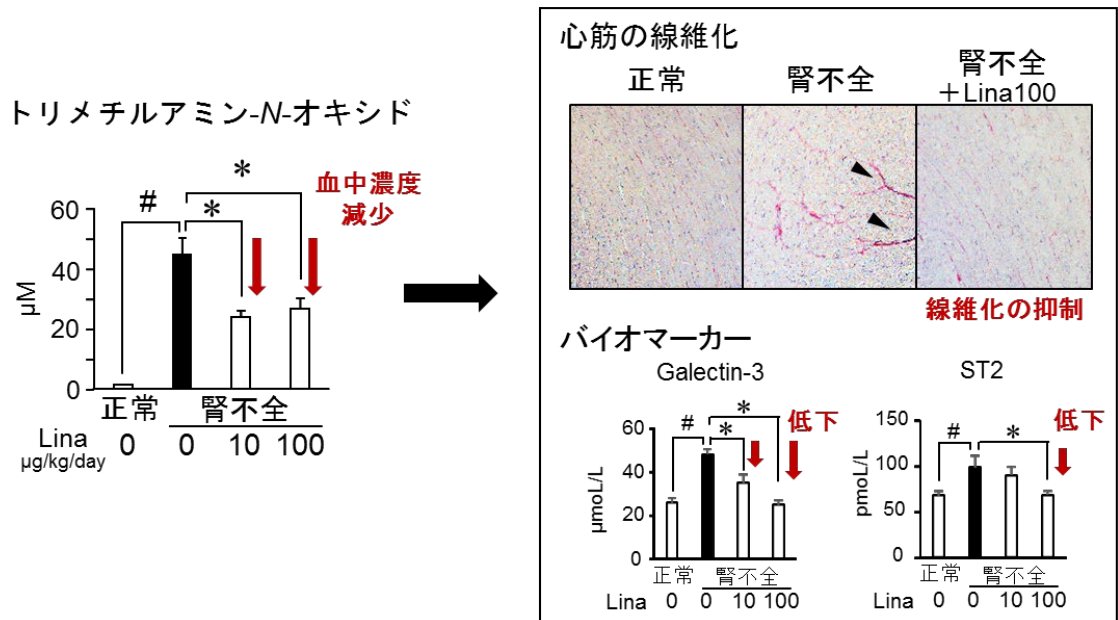 トリメチルアミン-N-オキシド
血中濃度
減少
#
*
*
μM
60
40
20
0
正常
腎不全
Lina
μg/kg/day
0
0
10
100
心筋の線維化
正常
腎不全
腎不全
＋Lina100
線維化の抑制
バイオマーカー
Galectin-3
#
*
*
低下
μmoL/L
60
40
20
0
正常
腎不全
Lina 0 0 10 100
ST2
#
*
低下
pmoL/L
150
100
50
0
正常
腎不全
Lina 0 0 10 100